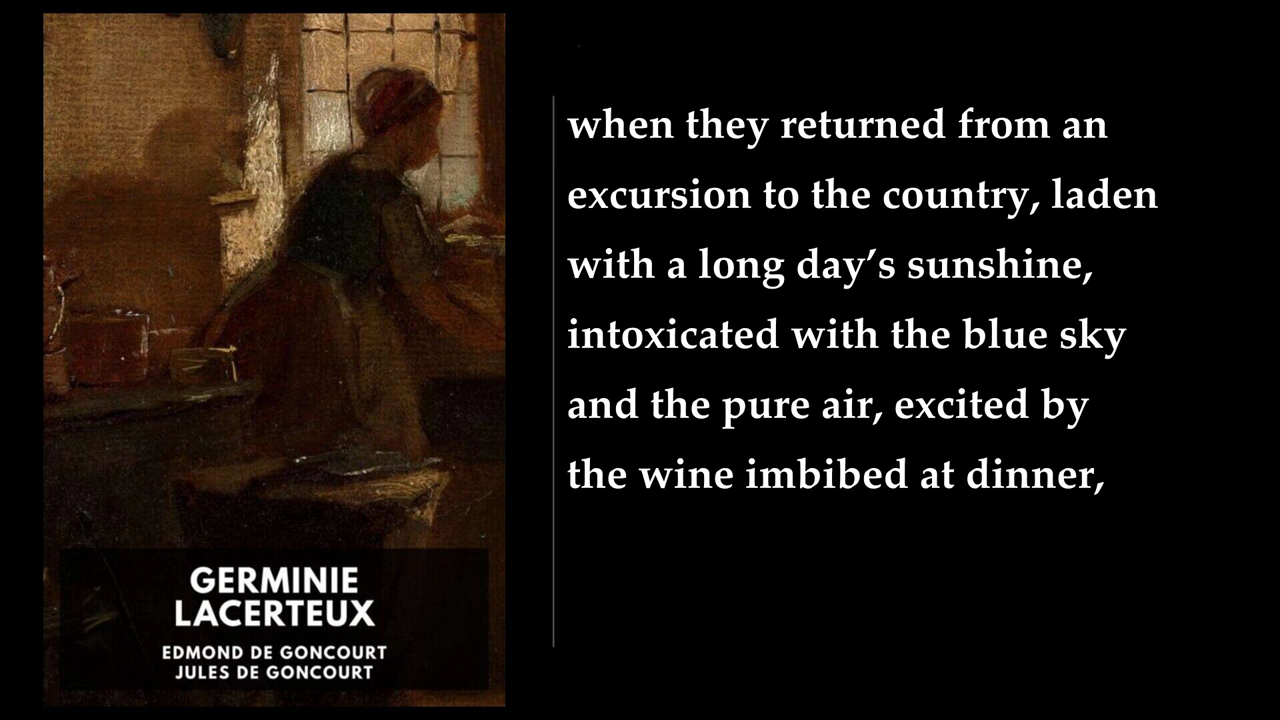 GERMINIE
LACERTEUX
EDMOND DE GONCOURT
JULES DE GONCOURT
when they returned from an
excursion to the country, laden
with a long day’s sunshine,
intoxicated with the blue sky
and the pure air, excited by
the wine imbibed at dinner,